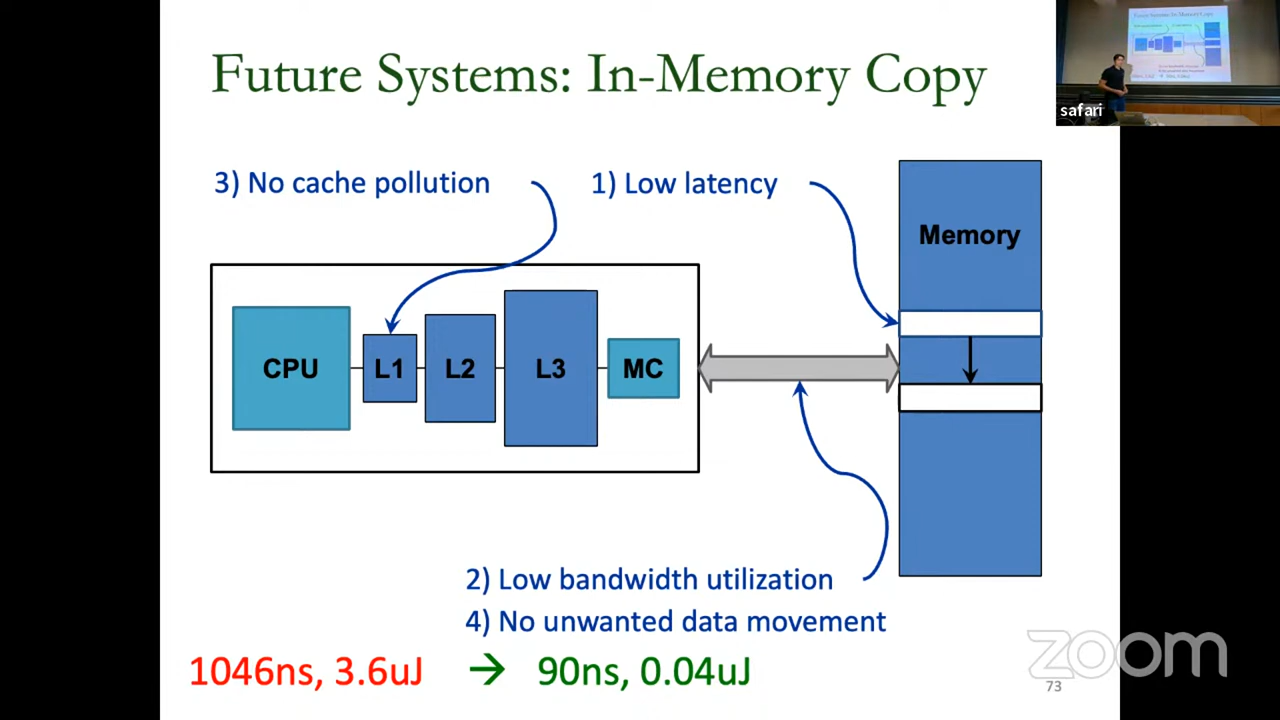 Future Systems: In-Memory Copy
safari
3) No cache pollution
1) Low latency
Memory
CPU
L1
L2
L3
MC
2) Low bandwidth utilization
4) No unwanted data movement
1046ns, 3.6uJ → 90ns, 0.04uJ
zoom
73